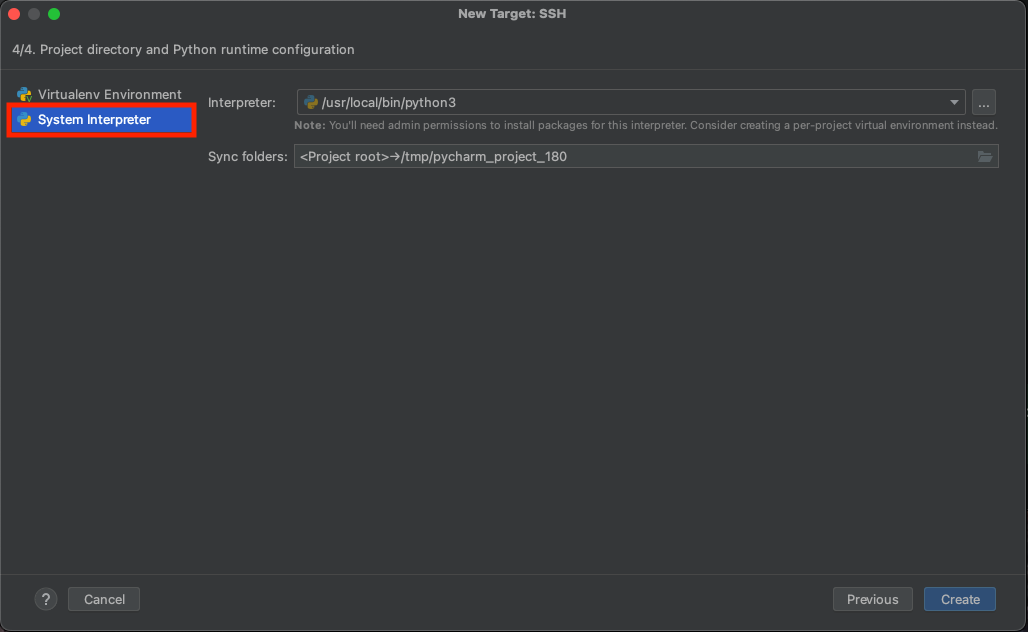 New Target: SSH
4/4. Project directory and Python runtime configuration
Virtualenv Environment
System Interpreter
Interpreter: /usr/local/bin/python3 ...
Note: You'll need admin permissions to install packages for this interpreter. Consider creating a per-project virtual environment instead.
Sync folders: <Project root>→/tmp/pycharm_project_180
? Cancel Previous Create